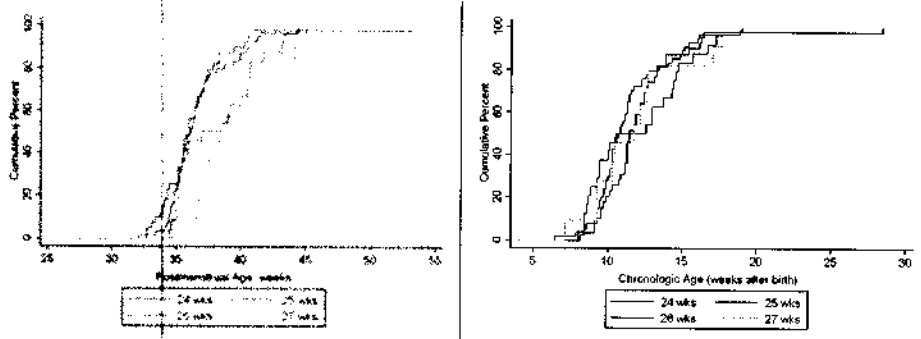 100
80
60
40
20
0
Cumulative Percent
25 30 35 40 45 50 55
Postmenstrual Age, weeks
24 wks 25 wks
26 wks 27 wks
100
80
60
40
20
0
Cumulative Percent
5 10 15 20 25 30
Chronologic Age (weeks after birth)
24 wks 25 wks
26 wks 27 wks